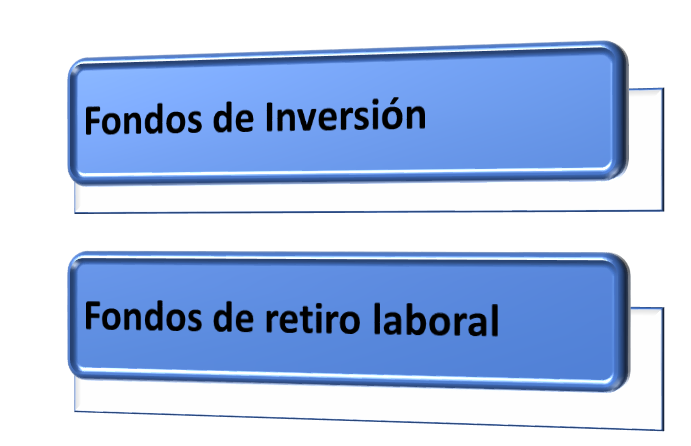 Fondos de Inversión
Fondos de retiro laboral